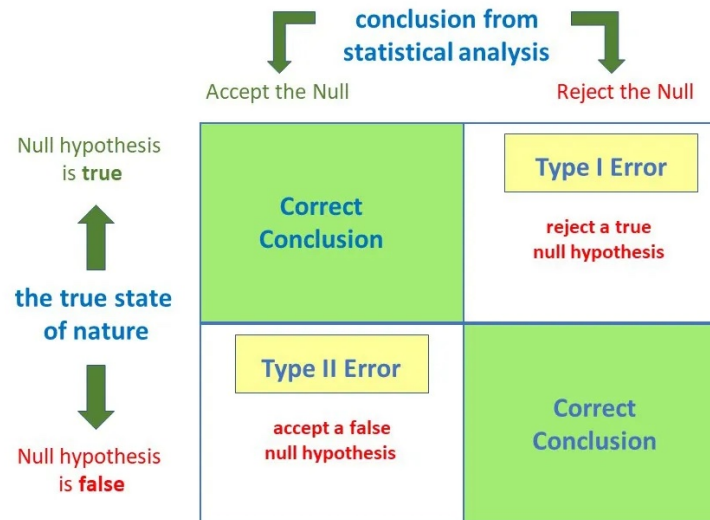 conclusion from
statistical analysis
Accept the Null
Reject the Null
Null hypothesis
is true
Correct
Conclusion
Type I Error
reject a true
null hypothesis
the true state
of nature
Type II Error
accept a false
null hypothesis
Correct
Conclusion
Null hypothesis
is false